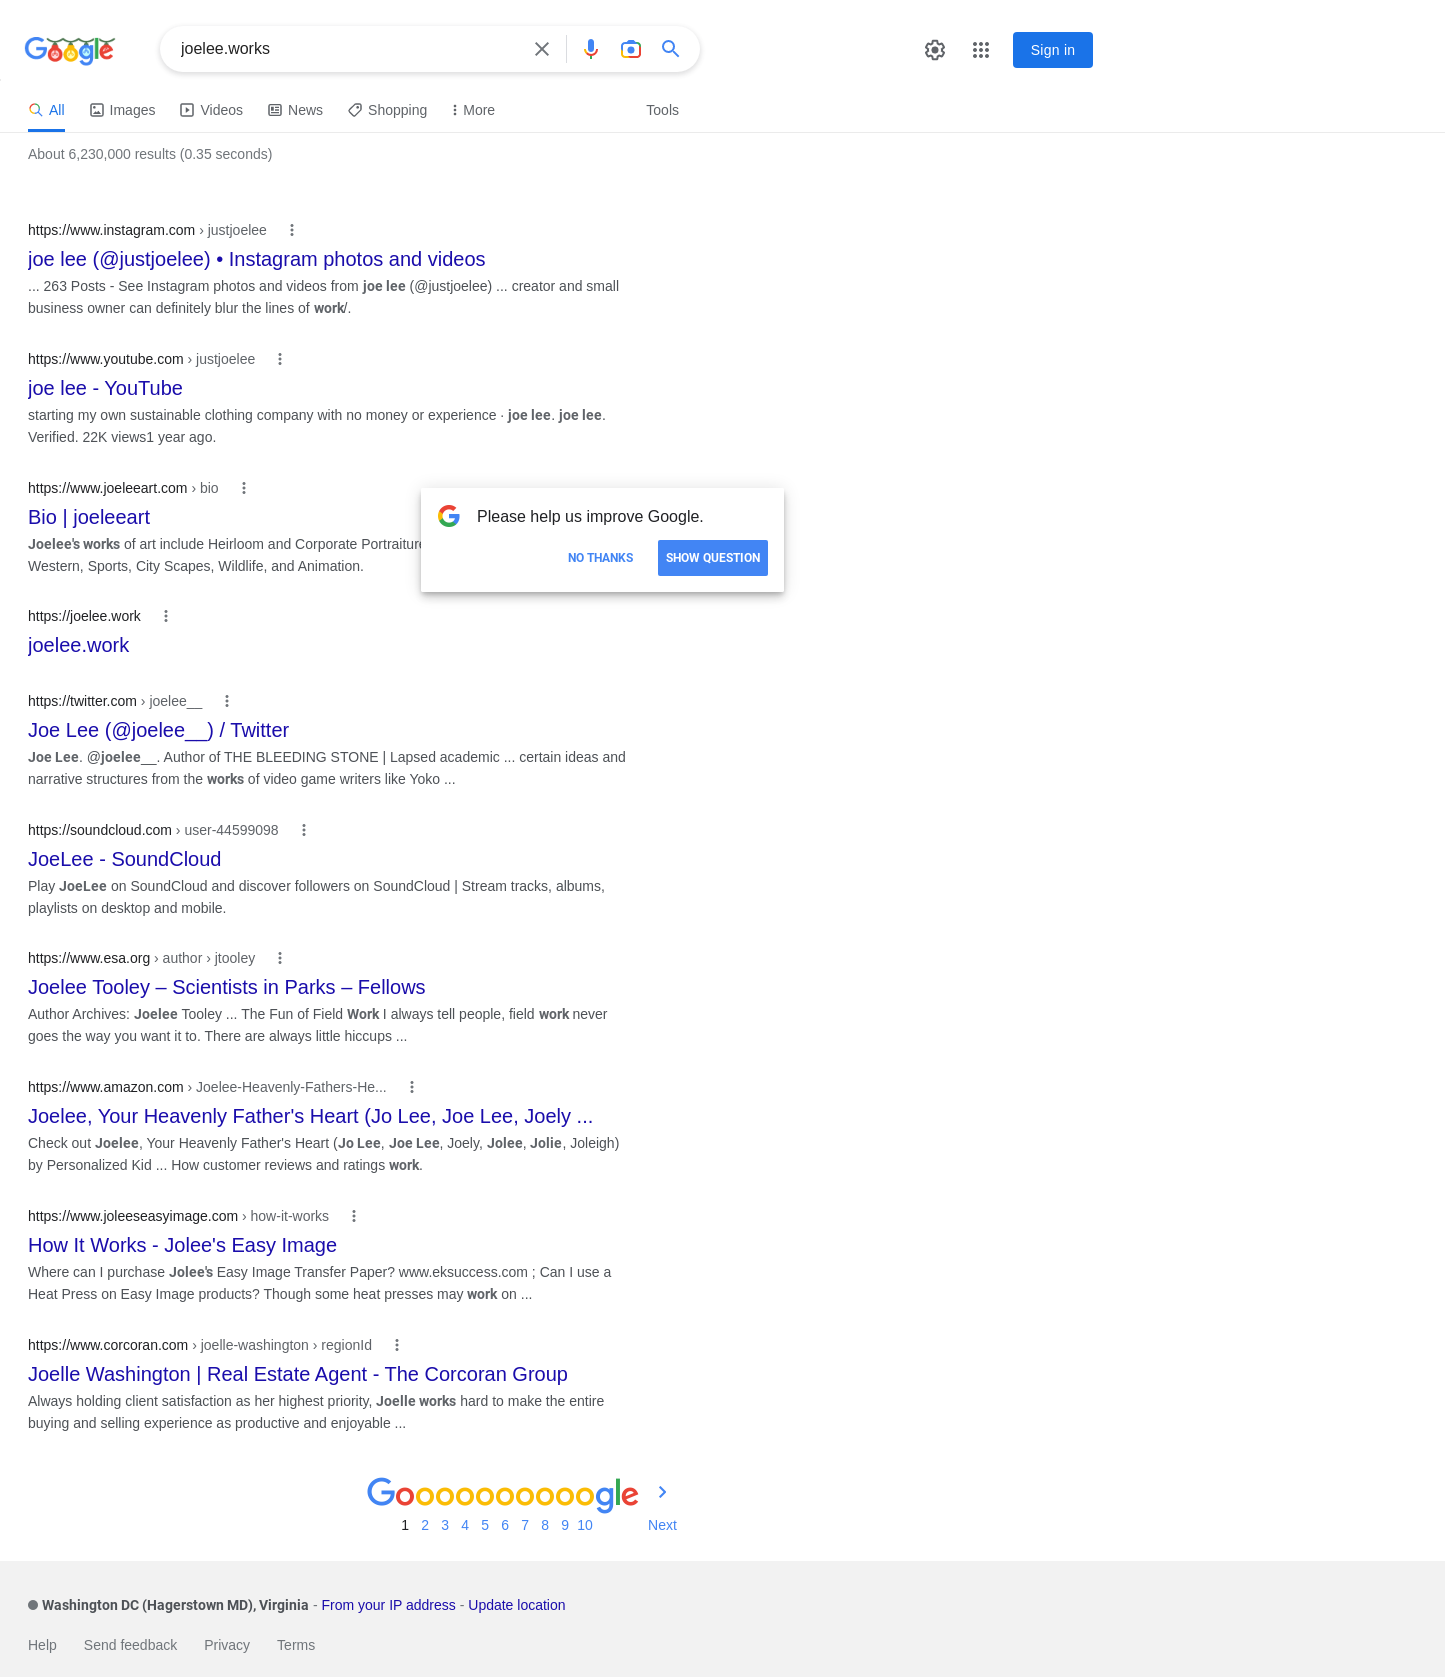 Google
joelee.works
Sign in
All Images Videos News Shopping More Tools
About 6,230,000 results (0.35 seconds)
https://www.instagram.com › justjoelee
joe lee (@justjoelee) • Instagram photos and videos
... 263 Posts - See Instagram photos and videos from joe lee (@justjoelee) ... creator and small
business owner can definitely blur the lines of work/.
https://www.youtube.com › justjoelee
joe lee - YouTube
starting my own sustainable clothing company with no money or experience · joe lee. joe lee.
Verified. 22K views1 year ago.
https://www.joeleeart.com › bio
Bio | joeleeart
Joelee's works of art include Heirloom and Corporate Portraiture
Western, Sports, City Scapes, Wildlife, and Animation.
Please help us improve Google.
NO THANKS SHOW QUESTION
https://joelee.work
joelee.work
https://twitter.com › joelee__
Joe Lee (@joelee__) / Twitter
Joe Lee. @joelee__. Author of THE BLEEDING STONE | Lapsed academic ... certain ideas and
narrative structures from the works of video game writers like Yoko ...
https://soundcloud.com › user-44599098
JoeLee - SoundCloud
Play JoeLee on SoundCloud and discover followers on SoundCloud | Stream tracks, albums,
playlists on desktop and mobile.
https://www.esa.org › author › jtooley
Joelee Tooley – Scientists in Parks – Fellows
Author Archives: Joelee Tooley ... The Fun of Field Work I always tell people, field work never
goes the way you want it to. There are always little hiccups ...
https://www.amazon.com › Joelee-Heavenly-Fathers-He...
Joelee, Your Heavenly Father's Heart (Jo Lee, Joe Lee, Joely ...
Check out Joelee, Your Heavenly Father's Heart (Jo Lee, Joe Lee, Joely, Jolee, Jolie, Joleigh)
by Personalized Kid ... How customer reviews and ratings work.
https://www.joleeseasyimage.com › how-it-works
How It Works - Jolee's Easy Image
Where can I purchase Jolee's Easy Image Transfer Paper? www.eksuccess.com ; Can I use a
Heat Press on Easy Image products? Though some heat presses may work on ...
https://www.corcoran.com › joelle-washington › regionId
Joelle Washington | Real Estate Agent - The Corcoran Group
Always holding client satisfaction as her highest priority, Joelle works hard to make the entire
buying and selling experience as productive and enjoyable ...
Goooooooooogle
1 2 3 4 5 6 7 8 9 10 Next
Washington DC (Hagerstown MD), Virginia - From your IP address - Update location
Help Send feedback Privacy Terms